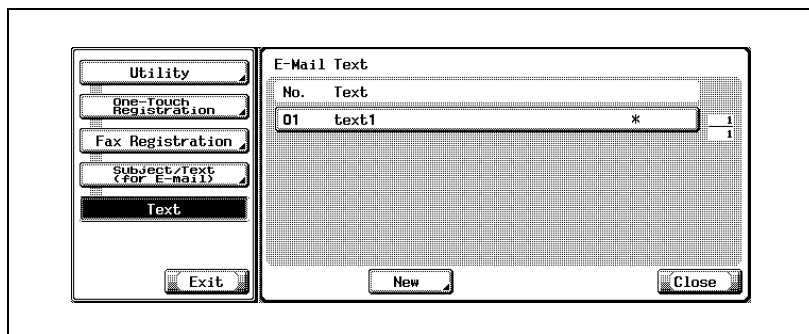 Utility
One-Touch
Registration
Fax Registration
Subject/Text
(for E-mail)
Text
Exit
E-Mail Text
No. Text
01 text1 *
1
1
New
Close